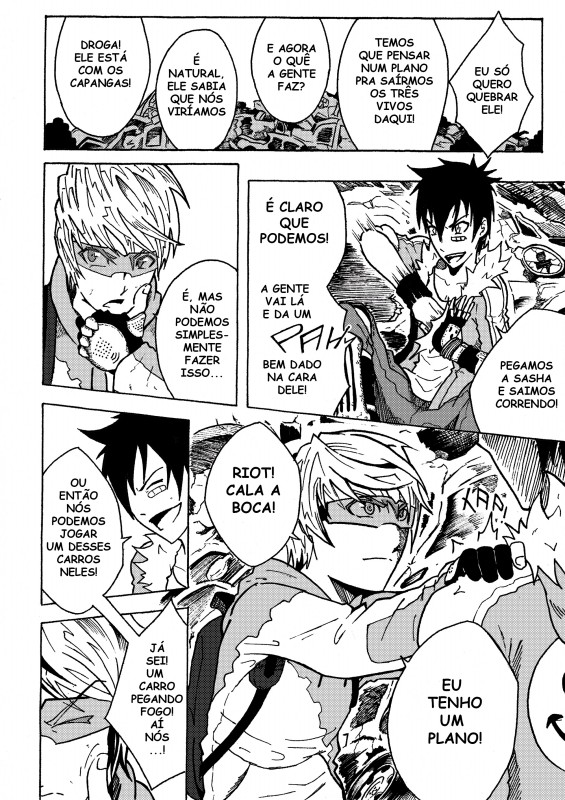 DROGA!
ELE ESTÁ
COM OS
CAPANGAS!
É
NATURAL,
ELE SABIA
QUE NÓS
VIRÍAMOS
E AGORA
O QUÊ
A GENTE
FAZ?
TEMOS
QUE PENSAR
NUM PLANO
PRA SAÍRMOS
OS TRÊS
VIVOS
DAQUI!
EU SÓ
QUERO
QUEBRAR
ELE!
É, MAS
NÃO
PODEMOS
SIMPLES-
MENTE
FAZER
ISSO...
É CLARO
QUE
PODEMOS!
A GENTE
VAI LÁ
E DA UM
PAH
BEM DADO
NA CARA
DELE!
PEGAMOS
A SASHA
E SAIMOS
CORRENDO!
OU
ENTÃO
NÓS
PODEMOS
JOGAR
UM DESSES
CARROS
NELES!
JÁ
SEI!
UM
CARRO
PEGANDO
FOGO!
AÍ
NÓS
...!
RIOT!
CALA A
BOCA!
EU
TENHO
UM
PLANO!